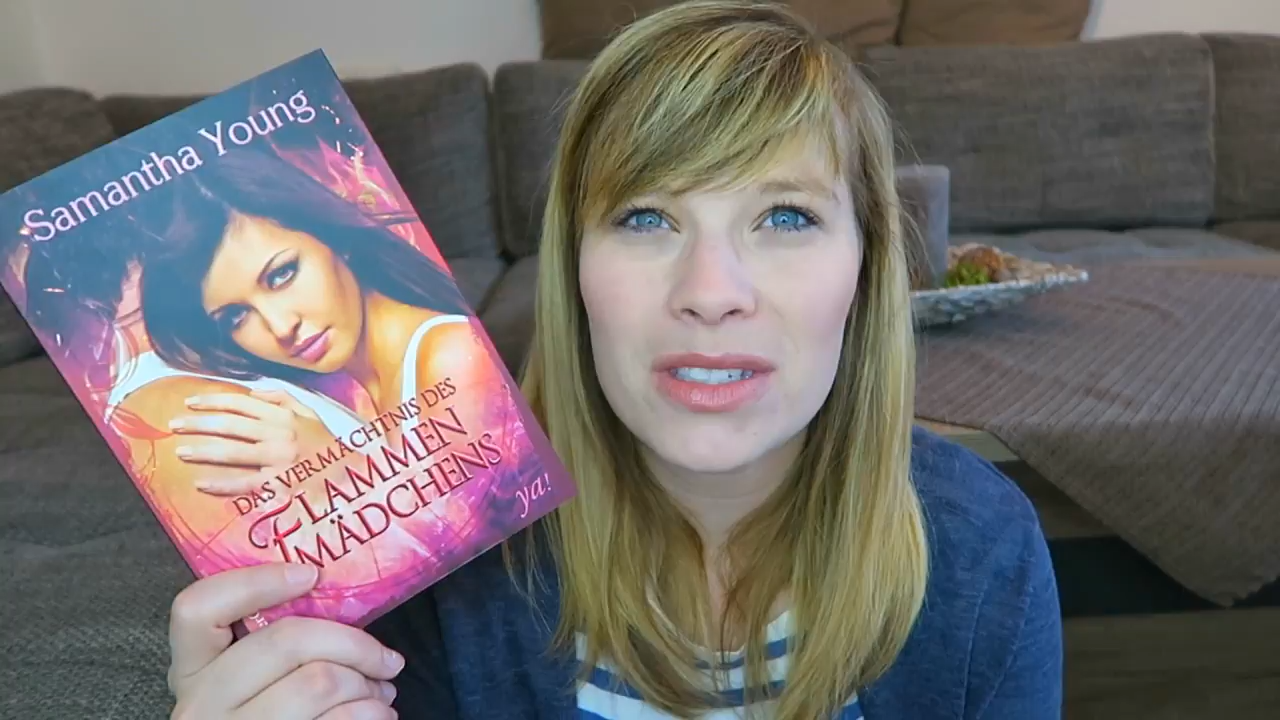 Samantha Young
DAS VERMÄCHTNIS DES
FLAMMEN
MÄDCHENS
ya!